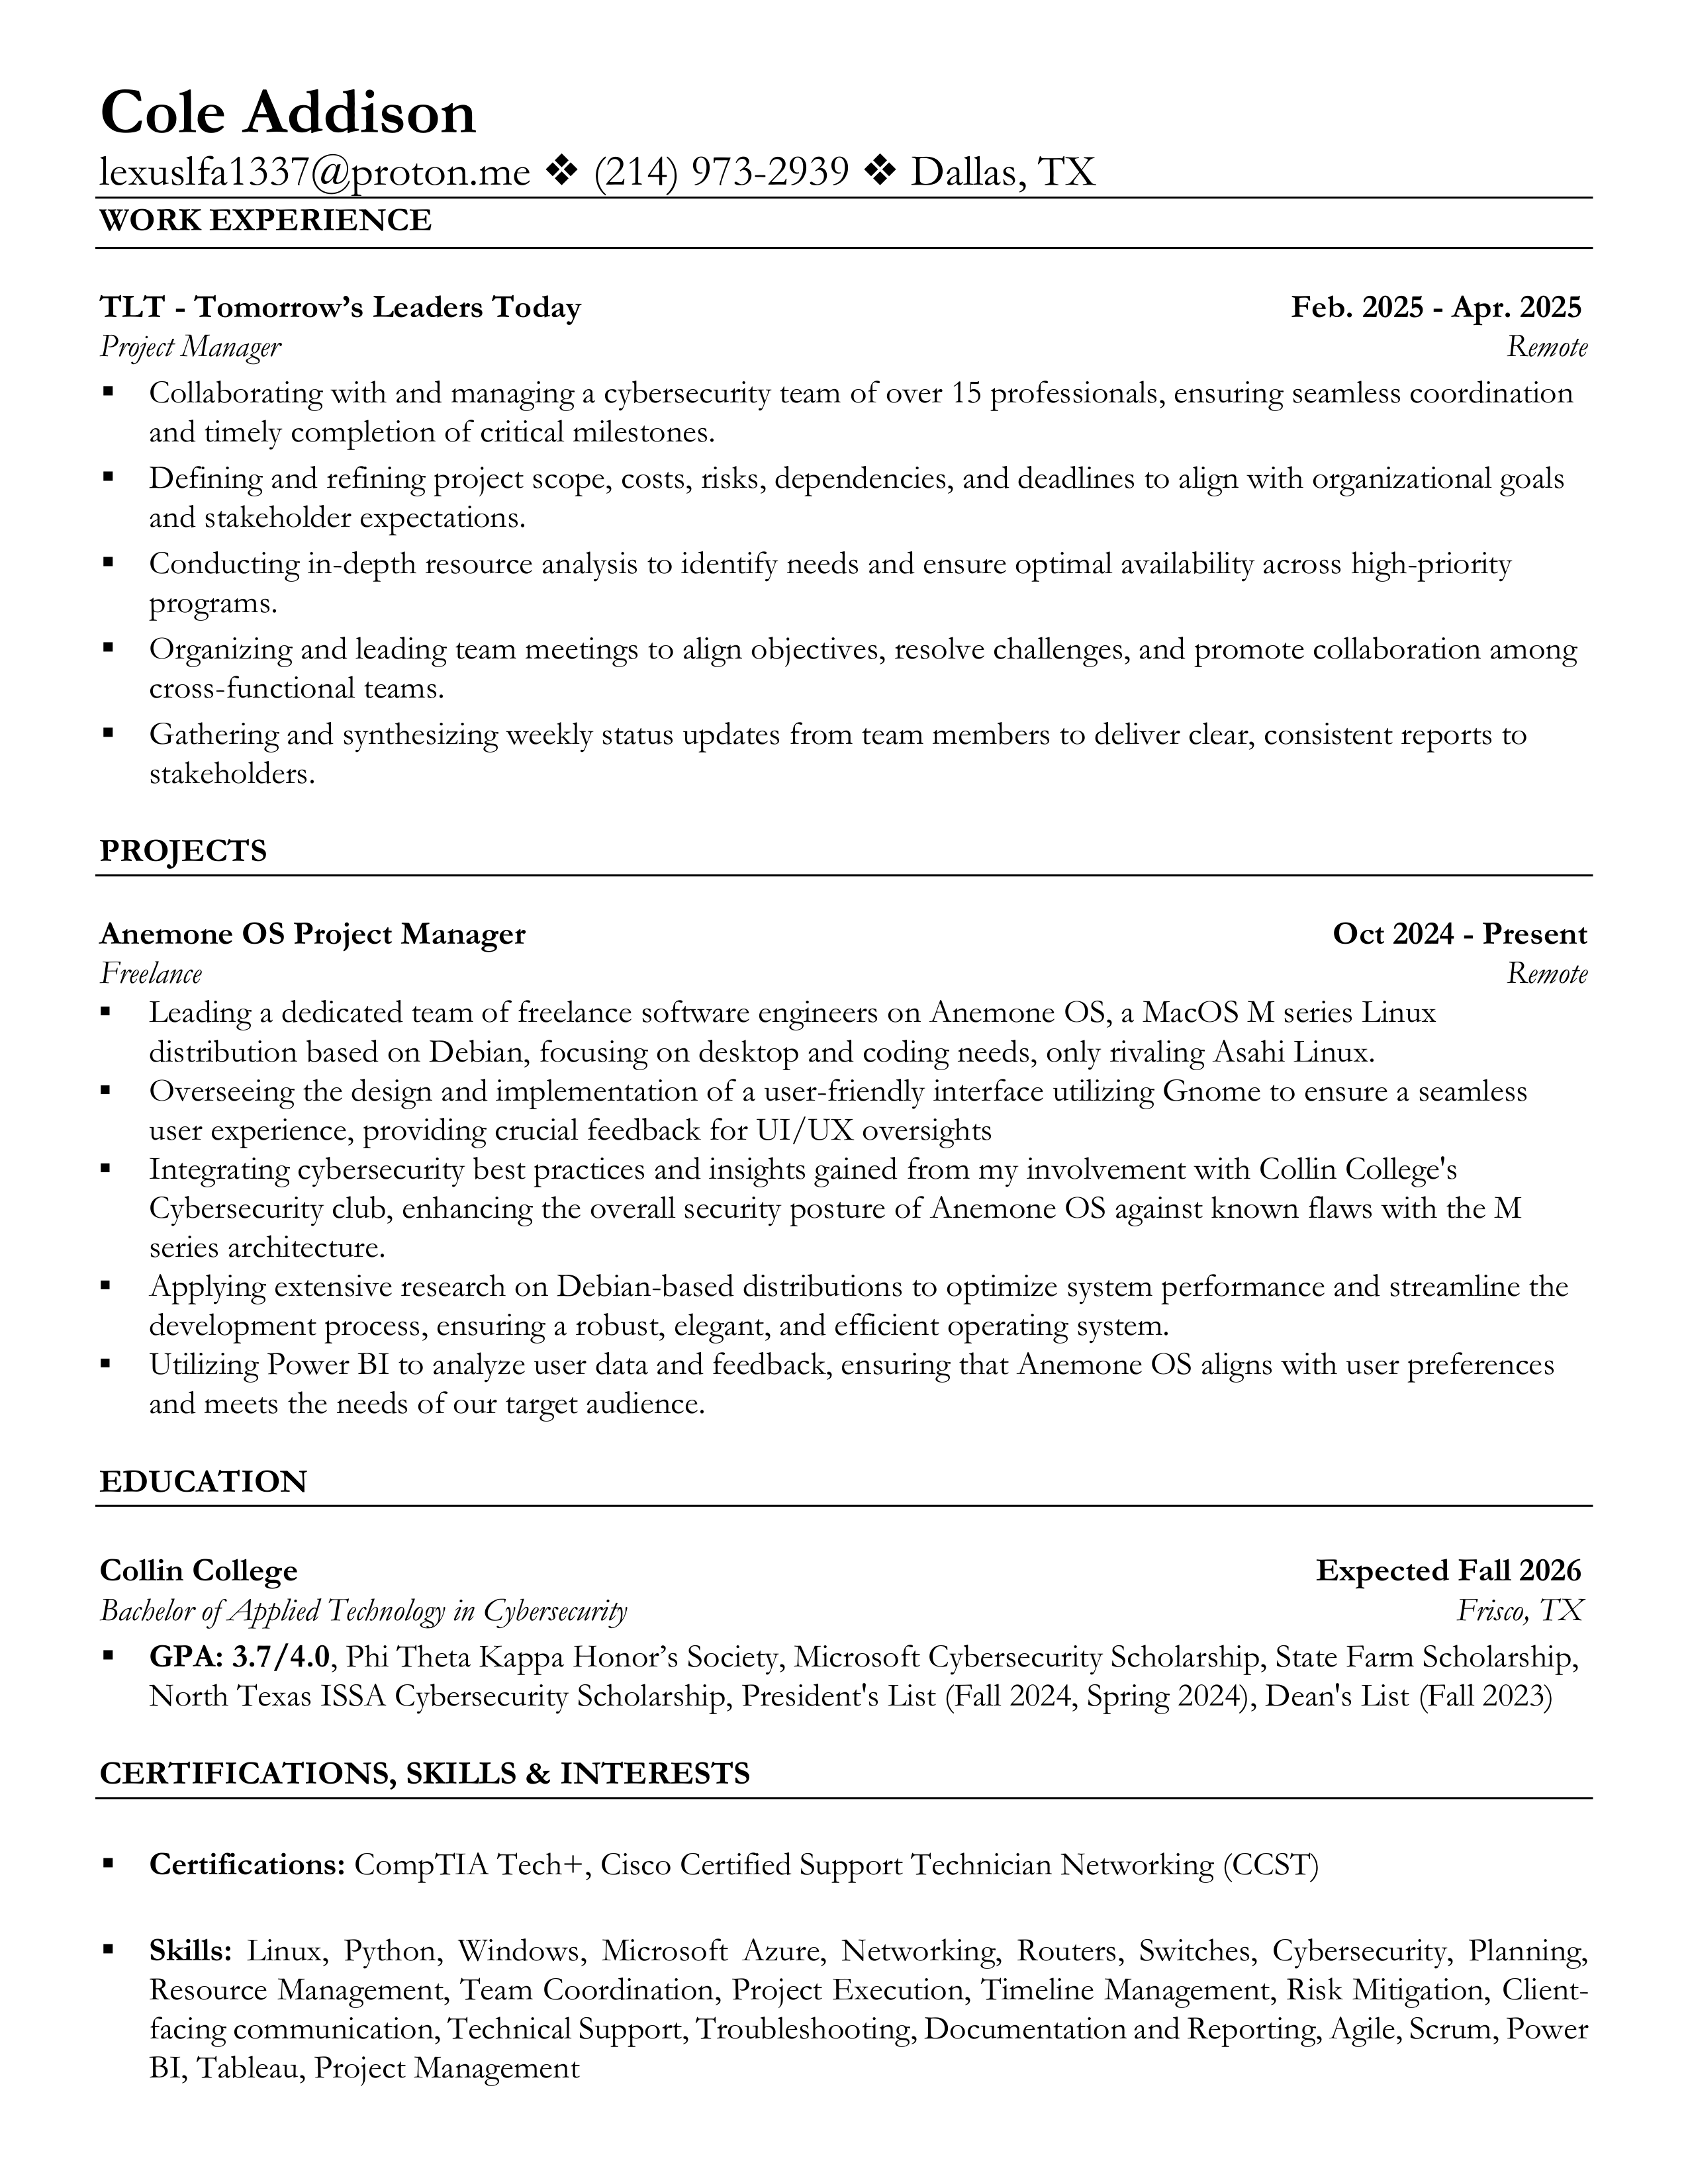 Cole Addison
lexuslfa1337@proton.me ❖ (214) 973-2939 ❖ Dallas, TX
WORK EXPERIENCE
TLT - Tomorrow’s Leaders Today Feb. 2025 - Apr. 2025
Project Manager Remote
▪ Collaborating with and managing a cybersecurity team of over 15 professionals, ensuring seamless coordination
and timely completion of critical milestones.
▪ Defining and refining project scope, costs, risks, dependencies, and deadlines to align with organizational goals
and stakeholder expectations.
▪ Conducting in-depth resource analysis to identify needs and ensure optimal availability across high-priority
programs.
▪ Organizing and leading team meetings to align objectives, resolve challenges, and promote collaboration among
cross-functional teams.
▪ Gathering and synthesizing weekly status updates from team members to deliver clear, consistent reports to
stakeholders.
PROJECTS
Anemone OS Project Manager Oct 2024 - Present
Freelance Remote
▪ Leading a dedicated team of freelance software engineers on Anemone OS, a MacOS M series Linux
distribution based on Debian, focusing on desktop and coding needs, only rivaling Asahi Linux.
▪ Overseeing the design and implementation of a user-friendly interface utilizing Gnome to ensure a seamless
user experience, providing crucial feedback for UI/UX oversights
▪ Integrating cybersecurity best practices and insights gained from my involvement with Collin College's
Cybersecurity club, enhancing the overall security posture of Anemone OS against known flaws with the M
series architecture.
▪ Applying extensive research on Debian-based distributions to optimize system performance and streamline the
development process, ensuring a robust, elegant, and efficient operating system.
▪ Utilizing Power BI to analyze user data and feedback, ensuring that Anemone OS aligns with user preferences
and meets the needs of our target audience.
EDUCATION
Collin College Expected Fall 2026
Bachelor of Applied Technology in Cybersecurity Frisco, TX
▪ GPA: 3.7/4.0, Phi Theta Kappa Honor’s Society, Microsoft Cybersecurity Scholarship, State Farm Scholarship,
North Texas ISSA Cybersecurity Scholarship, President's List (Fall 2024, Spring 2024), Dean's List (Fall 2023)
CERTIFICATIONS, SKILLS & INTERESTS
▪ Certifications: CompTIA Tech+, Cisco Certified Support Technician Networking (CCST)
▪ Skills: Linux, Python, Windows, Microsoft Azure, Networking, Routers, Switches, Cybersecurity, Planning,
Resource Management, Team Coordination, Project Execution, Timeline Management, Risk Mitigation, Client-
facing communication, Technical Support, Troubleshooting, Documentation and Reporting, Agile, Scrum, Power
BI, Tableau, Project Management